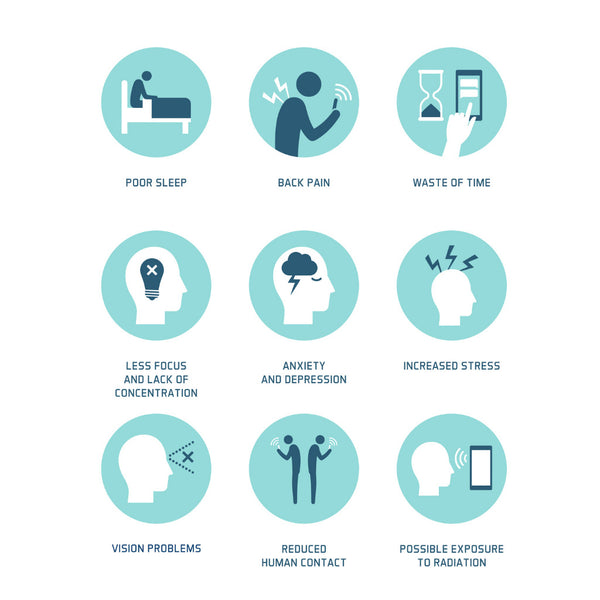 POOR SLEEP
BACK PAIN
WASTE OF TIME
LESS FOCUS
AND LACK OF
CONCENTRATION
ANXIETY
AND DEPRESSION
INCREASED STRESS
VISION PROBLEMS
REDUCED
HUMAN CONTACT
POSSIBLE EXPOSURE
TO RADIATION